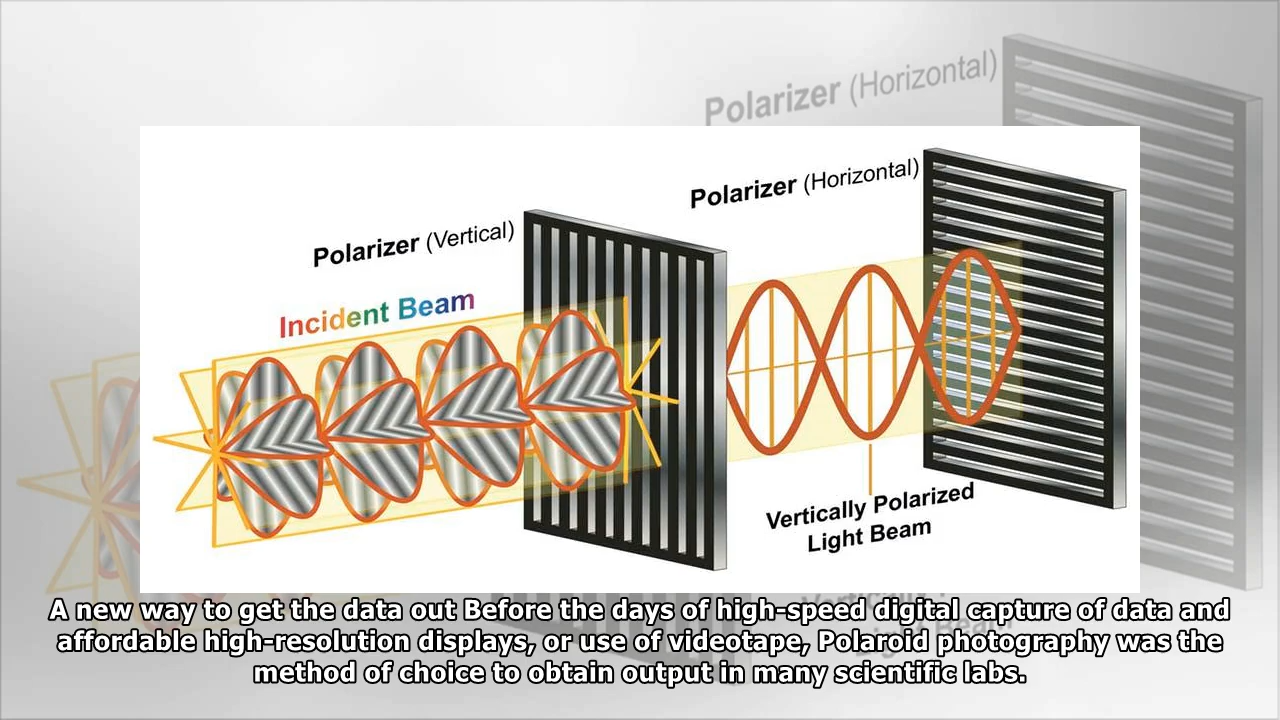 Polarizer (Horizontal)
Polarizer (Horizontal)
Polarizer (Vertical)
Incident Beam
Vertically Polarized
Light Beam
A new way to get the data out Before the days of high-speed digital capture of data and
affordable high-resolution displays, or use of videotape, Polaroid photography was the
method of choice to obtain output in many scientific labs.